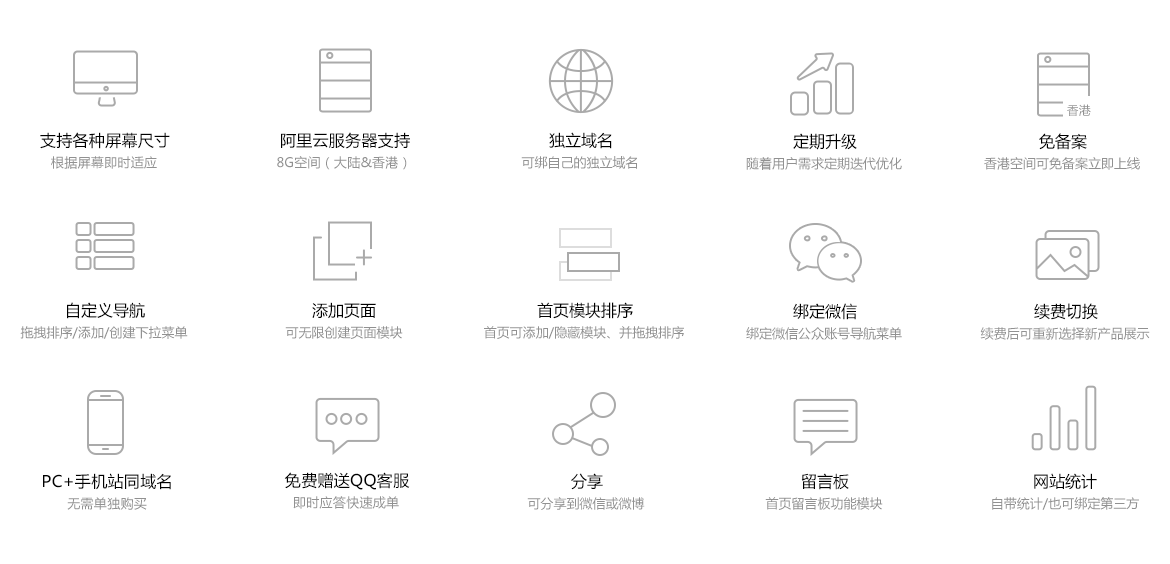 香港
支持各种屏幕尺寸
根据屏幕即时适应
阿里云服务器支持
8G空间（大陆&香港）
独立域名
可绑自己的独立域名
定期升级
随着用户需求定期迭代优化
免备案
香港空间可免备案立即上线
自定义导航
拖拽排序/添加/创建下拉菜单
添加页面
可无限创建页面模块
首页模块排序
首页可添加/隐藏模块、并拖拽排序
绑定微信
绑定微信公众账号导航菜单
续费切换
续费后可重新选择新产品展示
PC+手机站同域名
无需单独购买
免费赠送QQ客服
即时应答快速成单
分享
可分享到微信或微博
留言板
首页留言板功能模块
网站统计
自带统计/也可绑定第三方